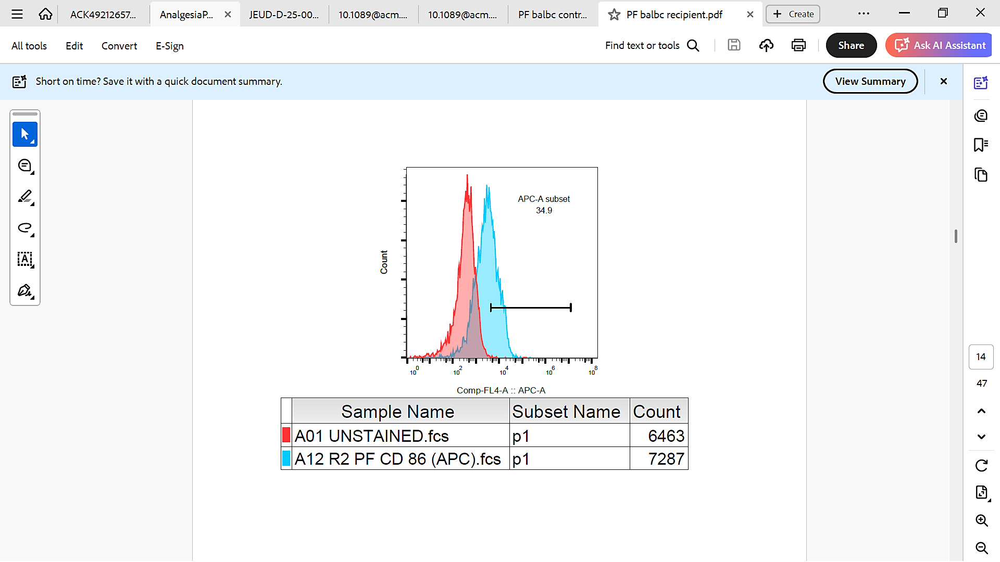 ACK49212657...
AnalgesiaP...
JEUD-D-25-00...
10.1089@acm....
10.1089@acm....
PF balbc contr...
PF balbc recipient.pdf
Create
All tools
Edit
Convert
E-Sign
Find text or tools
Share
Ask AI Assistant
Short on time? Save it with a quick document summary.
View Summary
APC-A subset
34.9
Count
10^0 10^2 10^4 10^6 10^8
Comp-FL4-A :: APC-A
Sample Name Subset Name Count
A01 UNSTAINED.fcs p1 6463
A12 R2 PF CD 86 (APC).fcs p1 7287
14
47